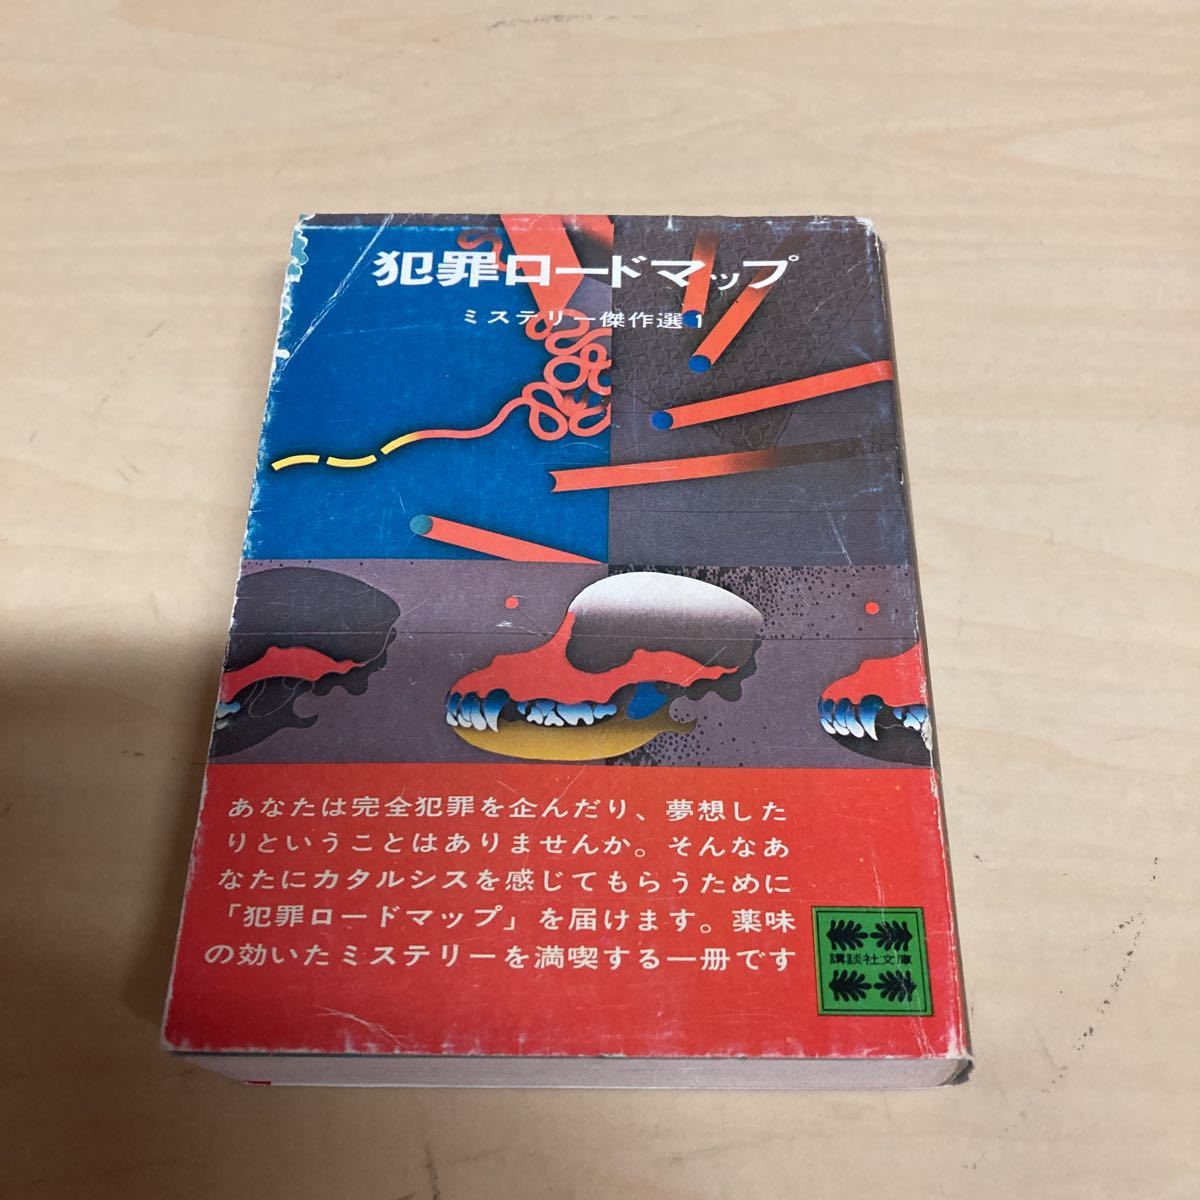 犯罪ロードマップ
ミステリー傑作選1
あなたは完全犯罪を企んだり、夢想した
りということはありませんか。そんなあ
なたにカタルシスを感じてもらうために
「犯罪ロードマップ」を届けます。薬味
の効いたミステリーを満喫する一冊です
講談社文庫